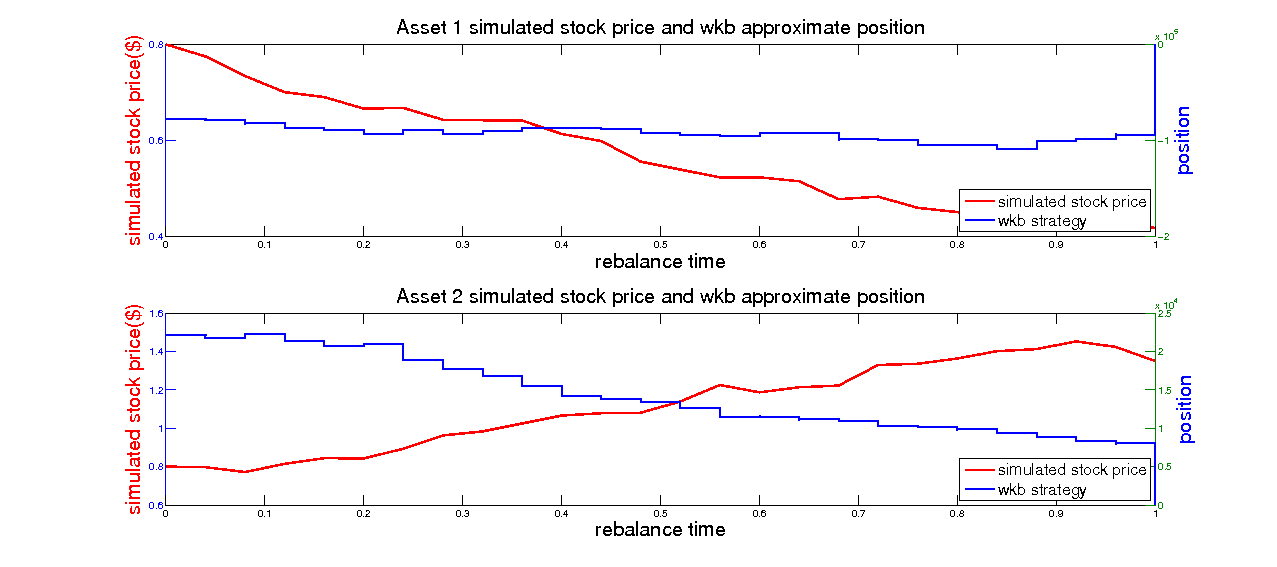 Asset 1 simulated stock price and wkb approximate position
x 10
simulated stock price($)
0.8
0.6
0.4
0
-1
-2
position
simulated stock price
wkb strategy
0 0.1 0.2 0.3 0.4 0.5 0.6 0.7 0.8 0.9 1
rebalance time
Asset 2 simulated stock price and wkb approximate position
x 10^4
simulated stock price($)
1.6
1.4
1.2
1
0.8
0.6
2.5
2
1.5
1
0.5
0
position
simulated stock price
wkb strategy
0 0.1 0.2 0.3 0.4 0.5 0.6 0.7 0.8 0.9 1
rebalance time